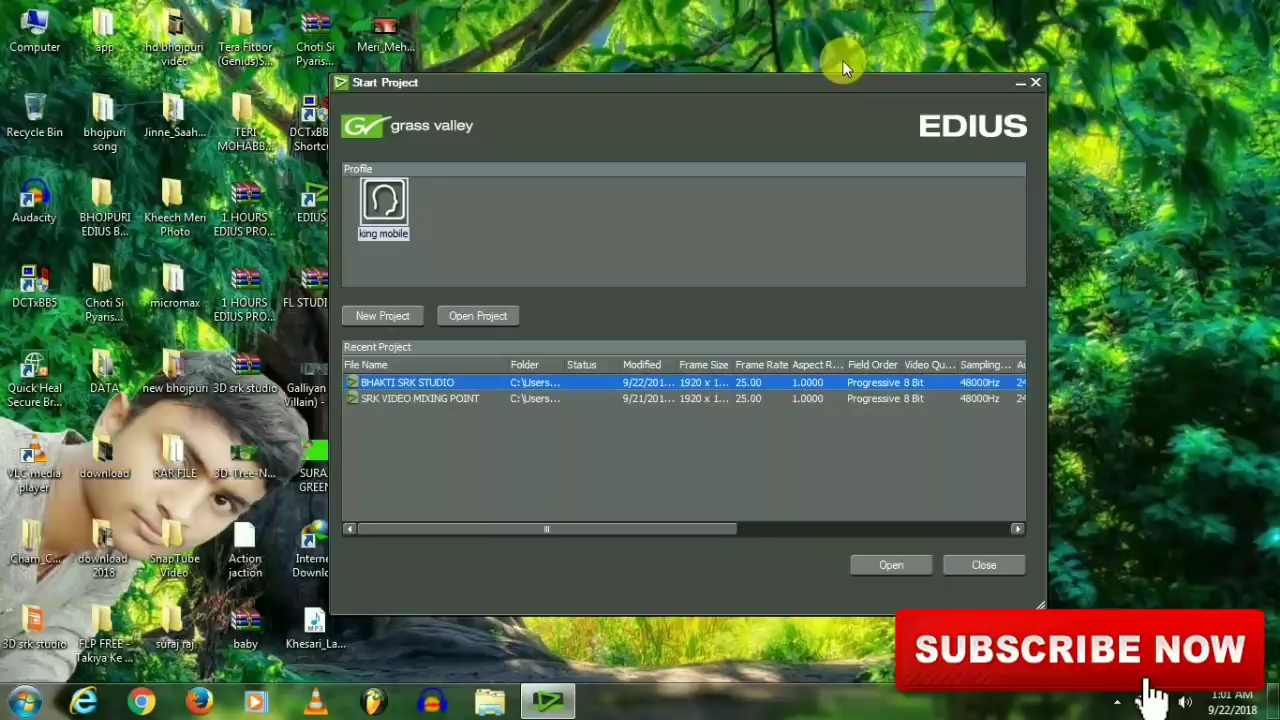 Computer
app
hd bhojpuri
video
Tera Fitoor
(Genius)S...
Choti Si
Pyaris...
Meri_Meh...
Start Project
grass valley
EDIUS
Recycle Bin
bhojpuri
song
Jinne_Saah...
TERI
MOHABB...
DCTxBB
Shortc
Profile
king mobile
Audacity
BHOJPURI
EDIUS B...
Kheech Meri
Photo
1 HOURS
EDIUS PRO...
EDIUS
DCTxBB5
Choti Si
Pyaris...
micromax
1 HOURS
EDIUS PRO...
FL STUDI
New Project
Open Project
Recent Project
File Name Folder Status Modified Frame Size Frame Rate Aspect R... Field Order Video Qu... Sampling... Au
BHAKTI SRK STUDIO C:\Users... 9/22/201... 1920 x 1... 25.00 1.0000 Progressive 8 Bit 48000Hz 24
SRK VIDEO MIXING POINT C:\Users... 9/21/201... 1920 x 1... 25.00 1.0000 Progressive 8 Bit 48000Hz 24
Quick Heal
Secure Br...
DATA
new bhojpuri
3D srk studio
Galliyan
Villain) -
VLC media
player
download
RAR FILE
3D-Tree-N...
SURA
GREEN
Cham_C...
download
2018
SnapTube
Video
Action
jaction
Interne
Downlo
Open
Close
3D srk studio
FLP FREE -
Takiya Ke ...
suraj raj
baby
MP3
Khesari_La...
SUBSCRIBE NOW
1:01 AM
9/22/2018